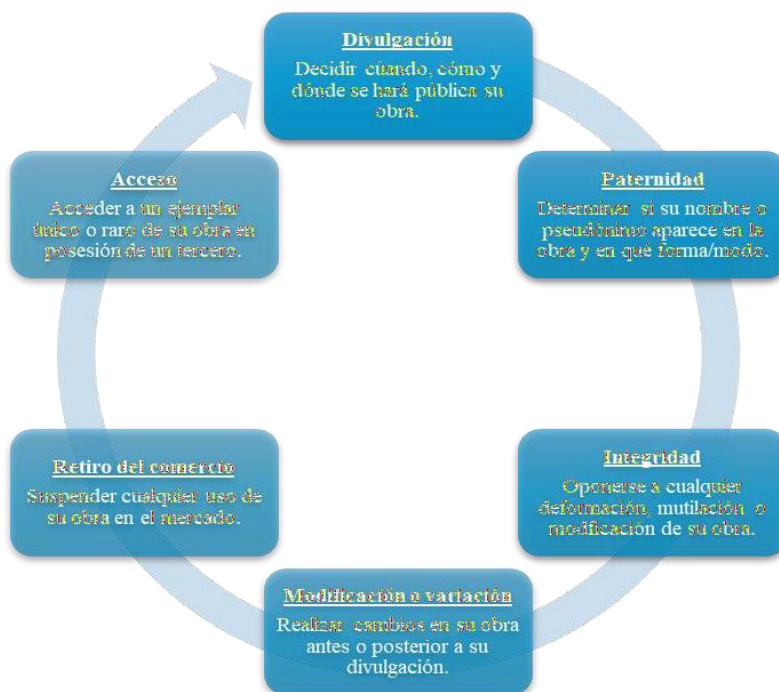 Divulgación
Decidir cuándo, cómo y
dónde se hará pública su
obra.
Paternidad
Determinar si su nombre o
pseudónimo aparece en la
obra y en qué forma/modo.
Integridad
Oponerse a cualquier
deformación, mutilación o
modificación de su obra.
Modificación o variación
Realizar cambios en su obra
antes o posterior a su
divulgación.
Retiro del comercio
Suspender cualquier uso de
su obra en el mercado.
Acceso
Acceder a un ejemplar
único o raro de su obra en
posesión de un tercero.